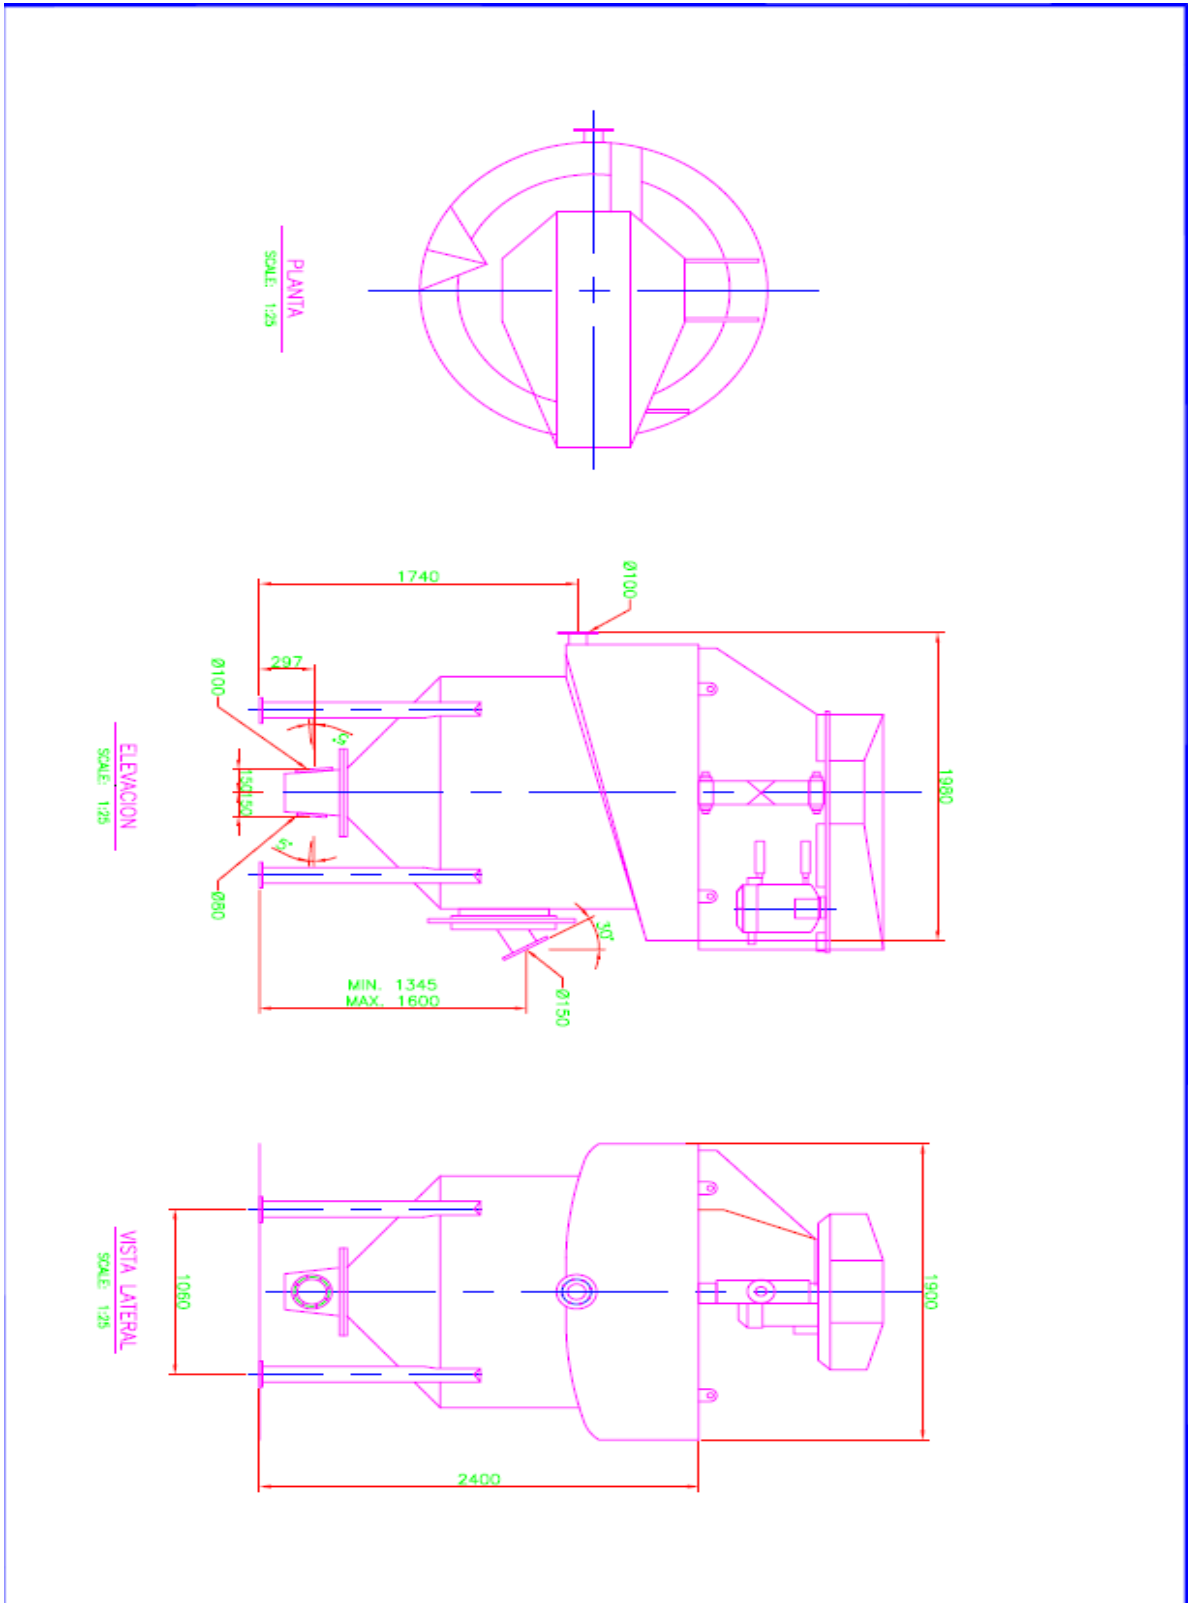 PLANTA
SCALE: 1:25
1740
Ø100
297
Ø100
5°
150
150
5°
Ø80
1980
30°
MIN. 1345
MAX. 1600
Ø150
ELEVACION
SCALE: 1:25
1060
1900
2400
VISTA LATERAL
SCALE: 1:25